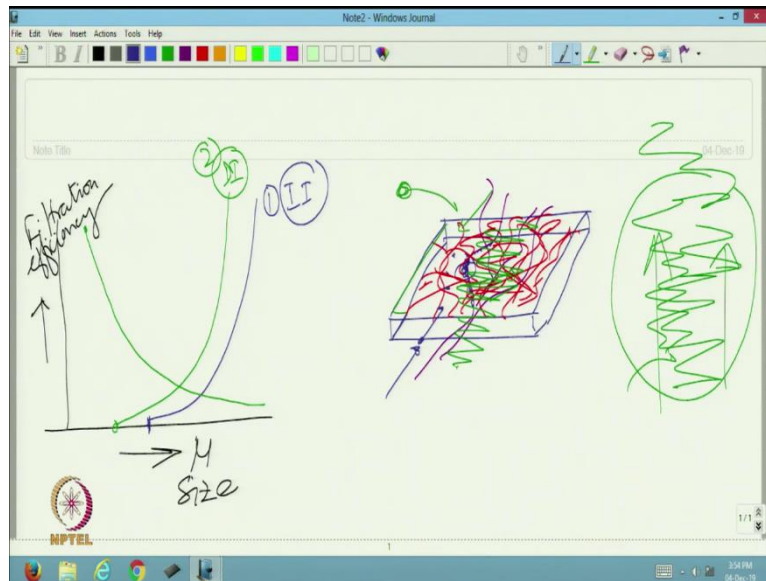 Note2 - Windows Journal
File Edit View Insert Actions Tools Help
B I
Note Title
04-Dec-19
Filtration
efficiency
2 II
1 II
μ
Size
NPTEL
1/1
1
3:54 PM
04-Dec-19